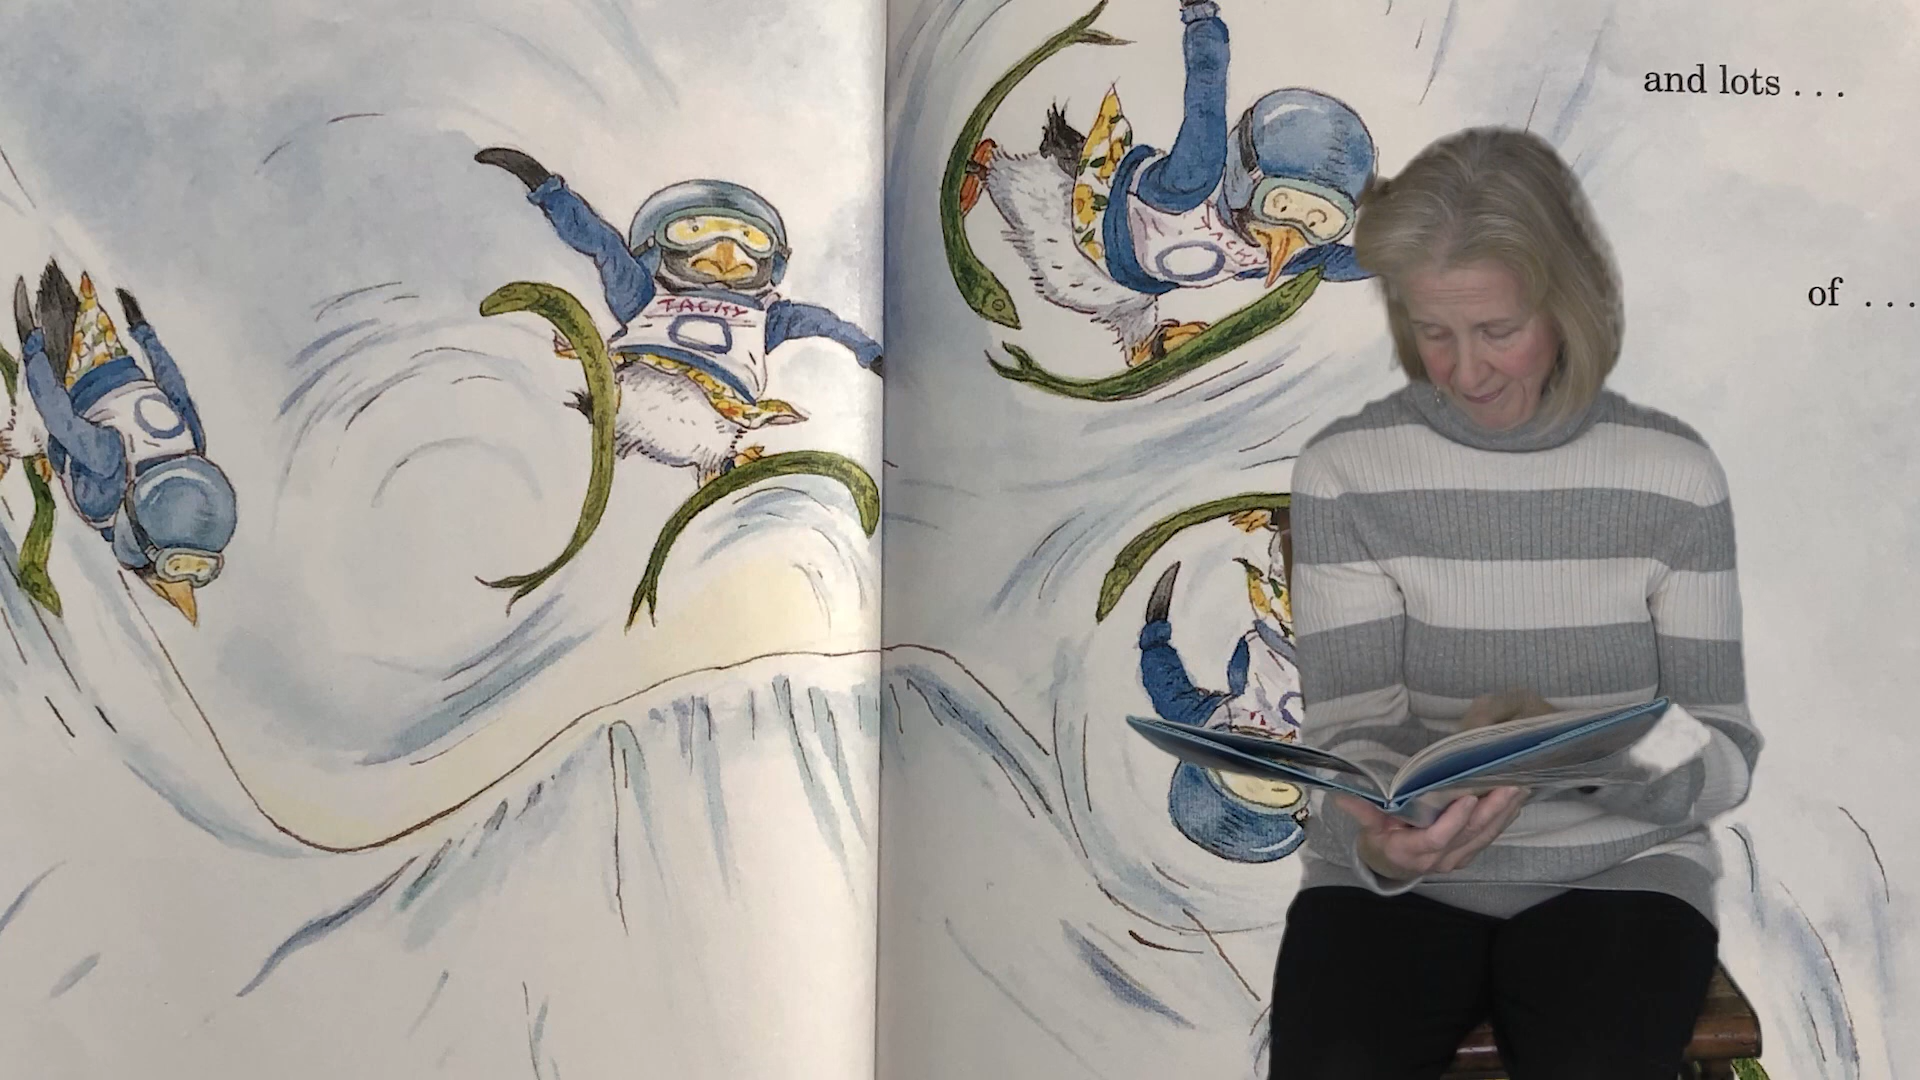 TACKY
O
TACKY
O
and lots . . .
of . . .